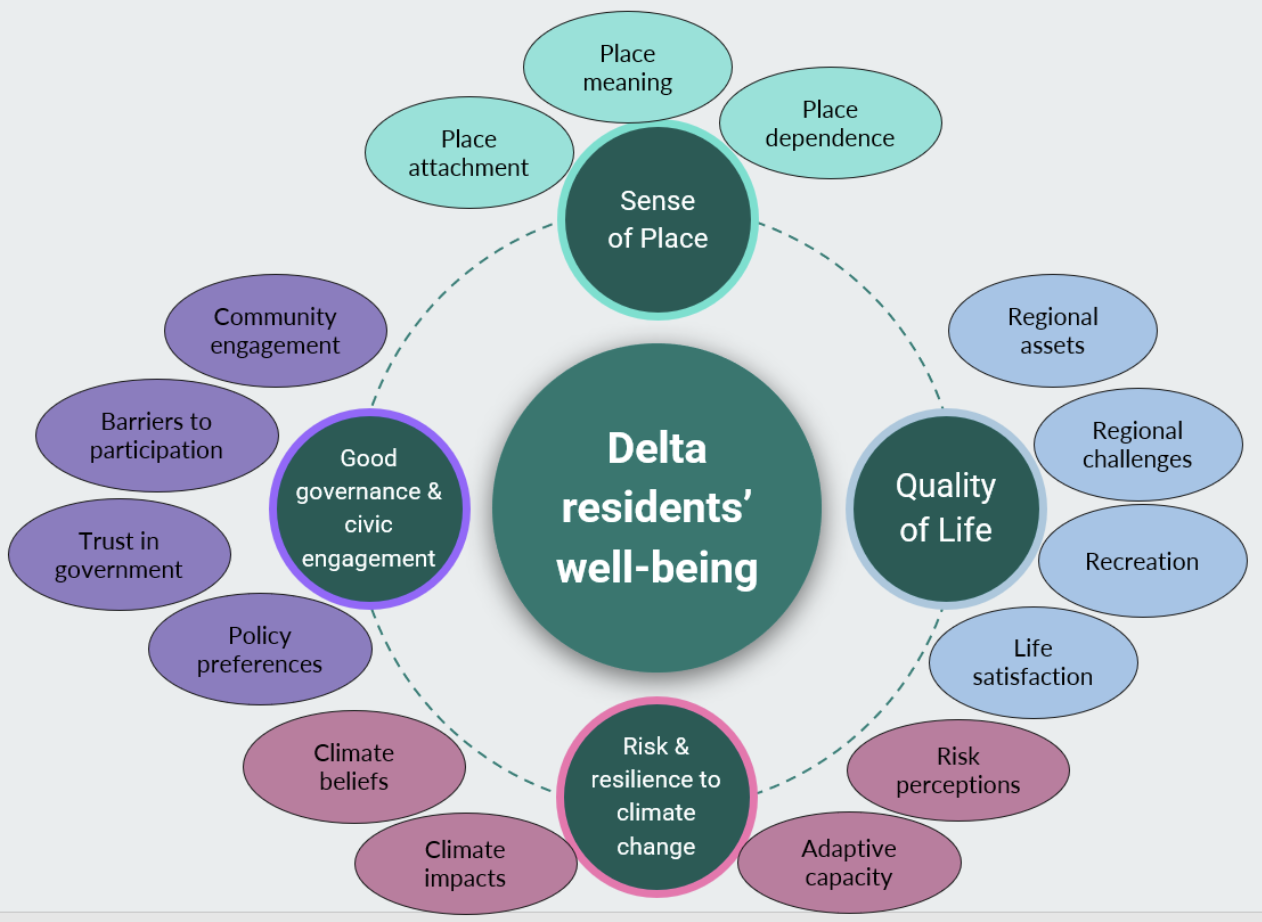 Place
meaning
Place
dependence
Place
attachment
Sense
of Place
Community
engagement
Regional
assets
Barriers to
participation
Regional
challenges
Good
governance &
civic
engagement
Delta
residents’
well-being
Quality
of Life
Trust in
government
Recreation
Policy
preferences
Life
satisfaction
Climate
beliefs
Risk &
resilience to
climate
change
Risk
perceptions
Climate
impacts
Adaptive
capacity